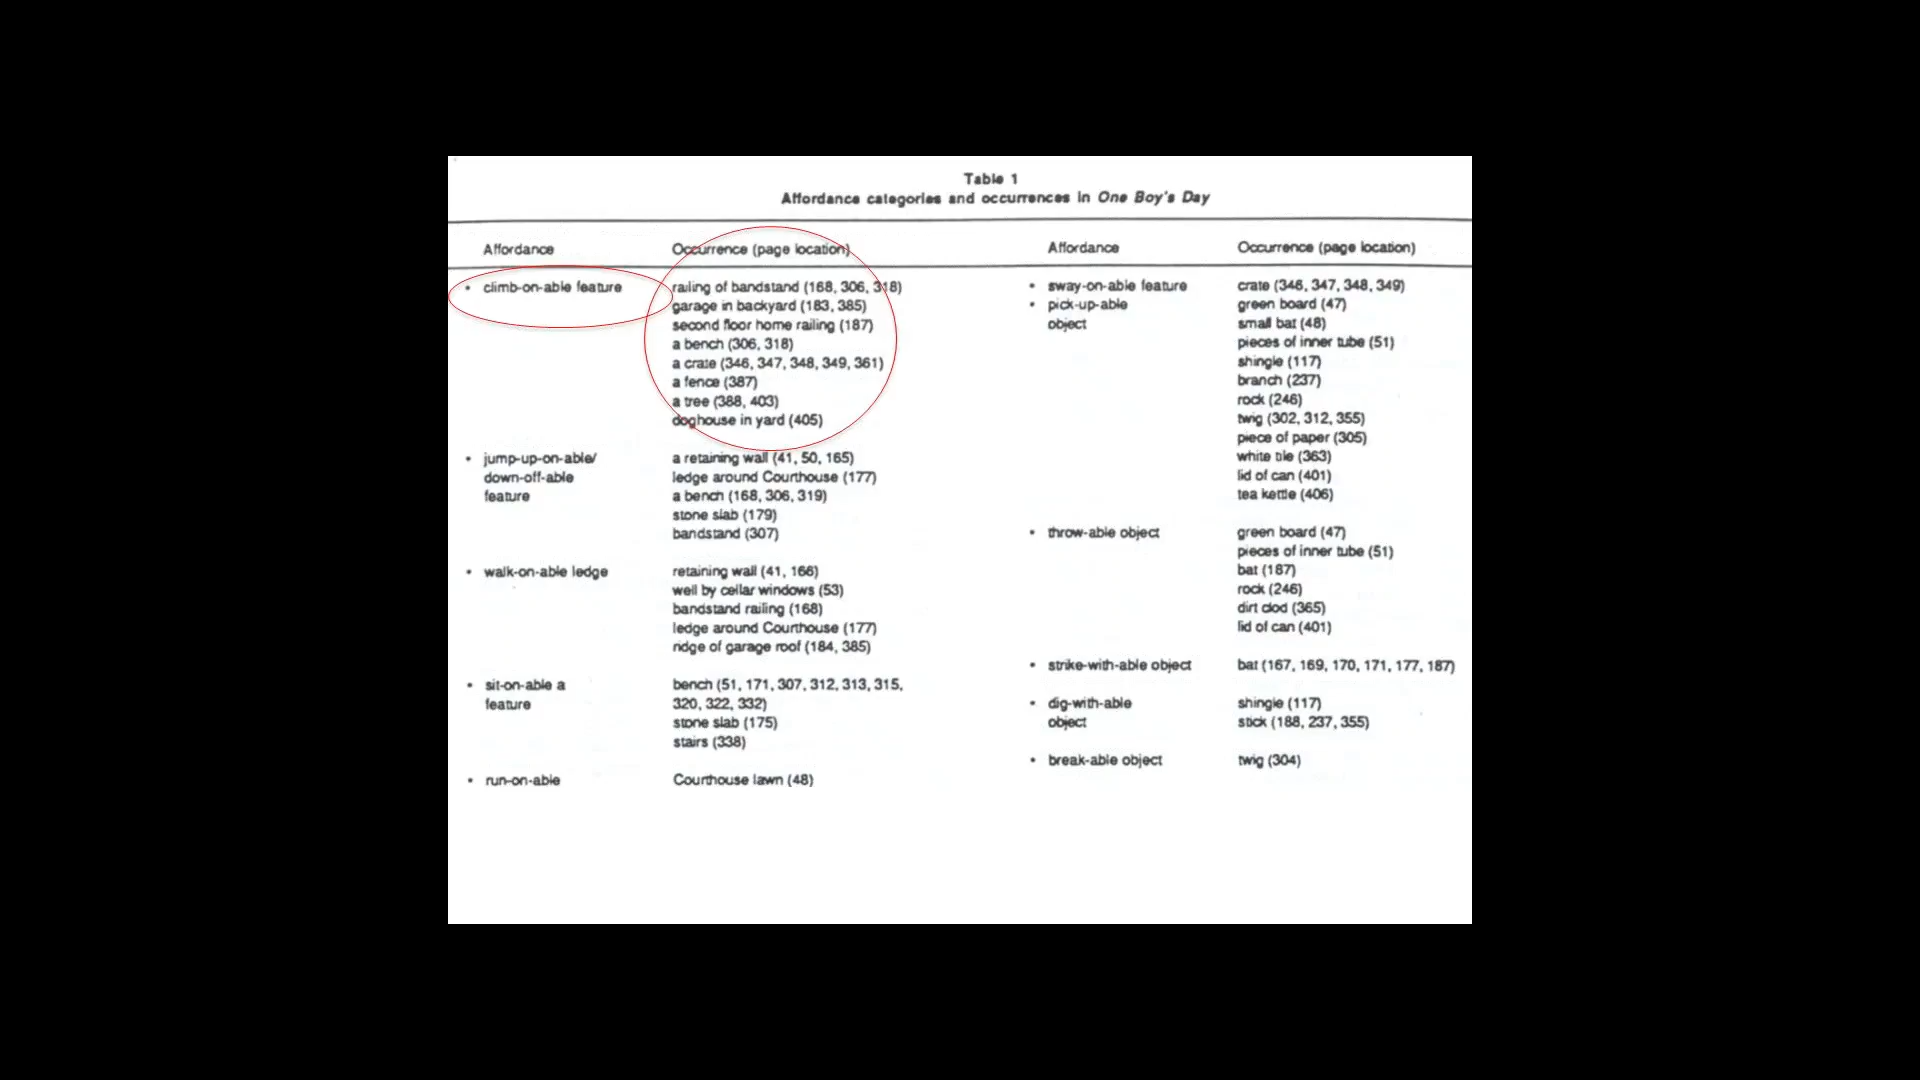 Table 1
Affordance categories and occurrences in One Boy's Day
Affordance
Occurrence (page location)
• climb-on-able feature
railing of bandstand (168, 306, 318)
garage in backyard (183, 385)
second floor home railing (187)
a bench (306, 318)
a crate (346, 347, 348, 349, 361)
a fence (387)
a tree (388, 403)
doghouse in yard (405)
• jump-up-on-able/
down-off-able
feature
a retaining wall (41, 50, 165)
ledge around Courthouse (177)
a bench (168, 306, 319)
stone slab (179)
bandstand (307)
• walk-on-able ledge
retaining wall (41, 166)
well by cellar windows (53)
bandstand railing (168)
ledge around Courthouse (177)
ridge of garage roof (184, 385)
• sit-on-able a
feature
bench (51, 171, 307, 312, 313, 315,
320, 322, 332)
stone slab (175)
stairs (338)
• run-on-able
Courthouse lawn (48)
Affordance
Occurrence (page location)
• sway-on-able feature
crate (346, 347, 348, 349)
• pick-up-able
object
green board (47)
small bat (48)
pieces of inner tube (51)
shingle (117)
branch (237)
rock (246)
twig (302, 312, 355)
piece of paper (305)
white tile (363)
lid of can (401)
tea kettle (406)
• throw-able object
green board (47)
pieces of inner tube (51)
bat (187)
rock (246)
dirt clod (365)
lid of can (401)
• strike-with-able object
bat (167, 169, 170, 171, 177, 187)
• dig-with-able
object
shingle (117)
stick (188, 237, 355)
• break-able object
twig (304)